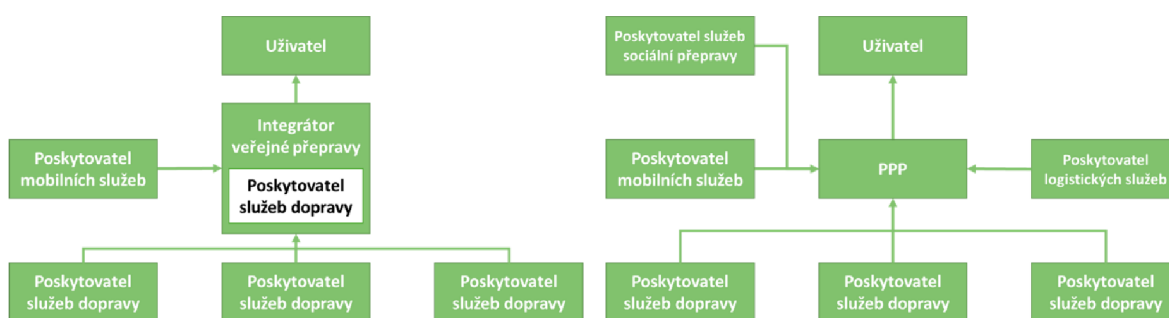 Uživatel
Integrátor
veřejné přepravy
Poskytovatel
služeb dopravy
Poskytovatel
mobilních služeb
Poskytovatel
služeb dopravy
Poskytovatel
služeb dopravy
Poskytovatel
služeb dopravy
Poskytovatel služeb
sociální přepravy
Uživatel
Poskytovatel
mobilních služeb
PPP
Poskytovatel
logistických služeb
Poskytovatel
služeb dopravy
Poskytovatel
služeb dopravy
Poskytovatel
služeb dopravy